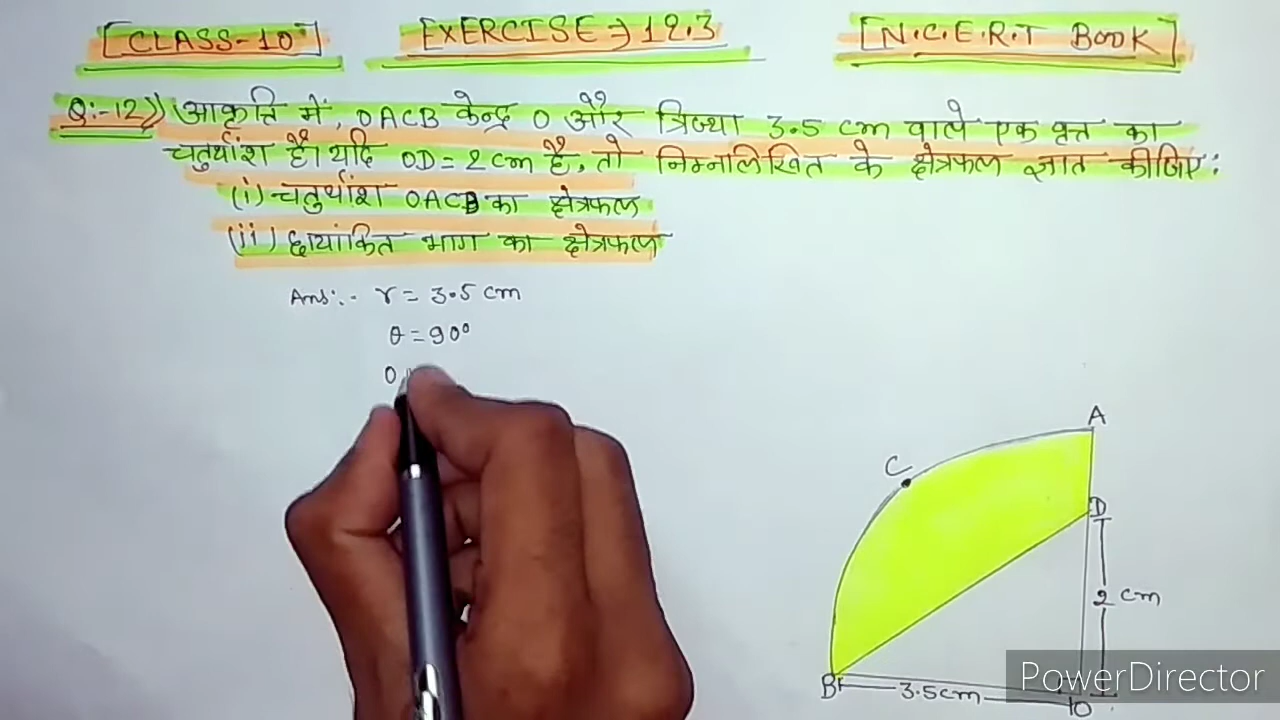 [CLASS-10] EXERCISE→12.3 [N.C.E.R.T BOOK]
Q:-12)) आकृति में, OACB केन्द्र O और त्रिज्या 3.5 cm वाले एक वृत्त का
चतुर्थांश है। यदि OD = 2 cm है, तो निम्नलिखित के क्षेत्रफल ज्ञात कीजिए:
(i) चतुर्थांश OACB का क्षेत्रफल
(ii) छायांकित भाग का क्षेत्रफल
Ans:- r = 3.5 cm
θ = 90°
O
A
C
D
2 cm
B 3.5cm O
PowerDirector